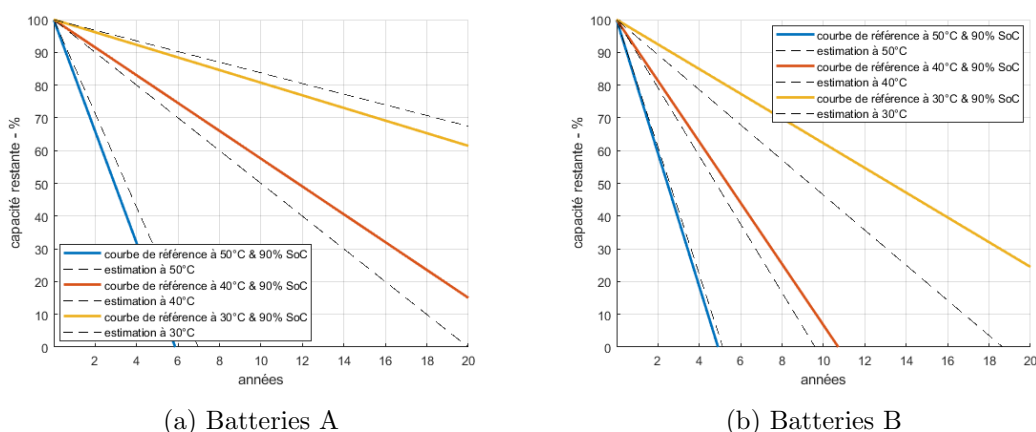 100
90
80
70
60
50
40
30
20
10
0
capacité restante - %
courbe de référence à 50°C & 90% SoC
estimation à 50°C
courbe de référence à 40°C & 90% SoC
estimation à 40°C
courbe de référence à 30°C & 90% SoC
estimation à 30°C
2 4 6 8 10 12 14 16 18 20
années
(a) Batteries A
100
90
80
70
60
50
40
30
20
10
0
capacité restante - %
courbe de référence à 50°C & 90% SoC
estimation à 50°C
courbe de référence à 40°C & 90% SoC
estimation à 40°C
courbe de référence à 30°C & 90% SoC
estimation à 30°C
2 4 6 8 10 12 14 16 18 20
années
(b) Batteries B